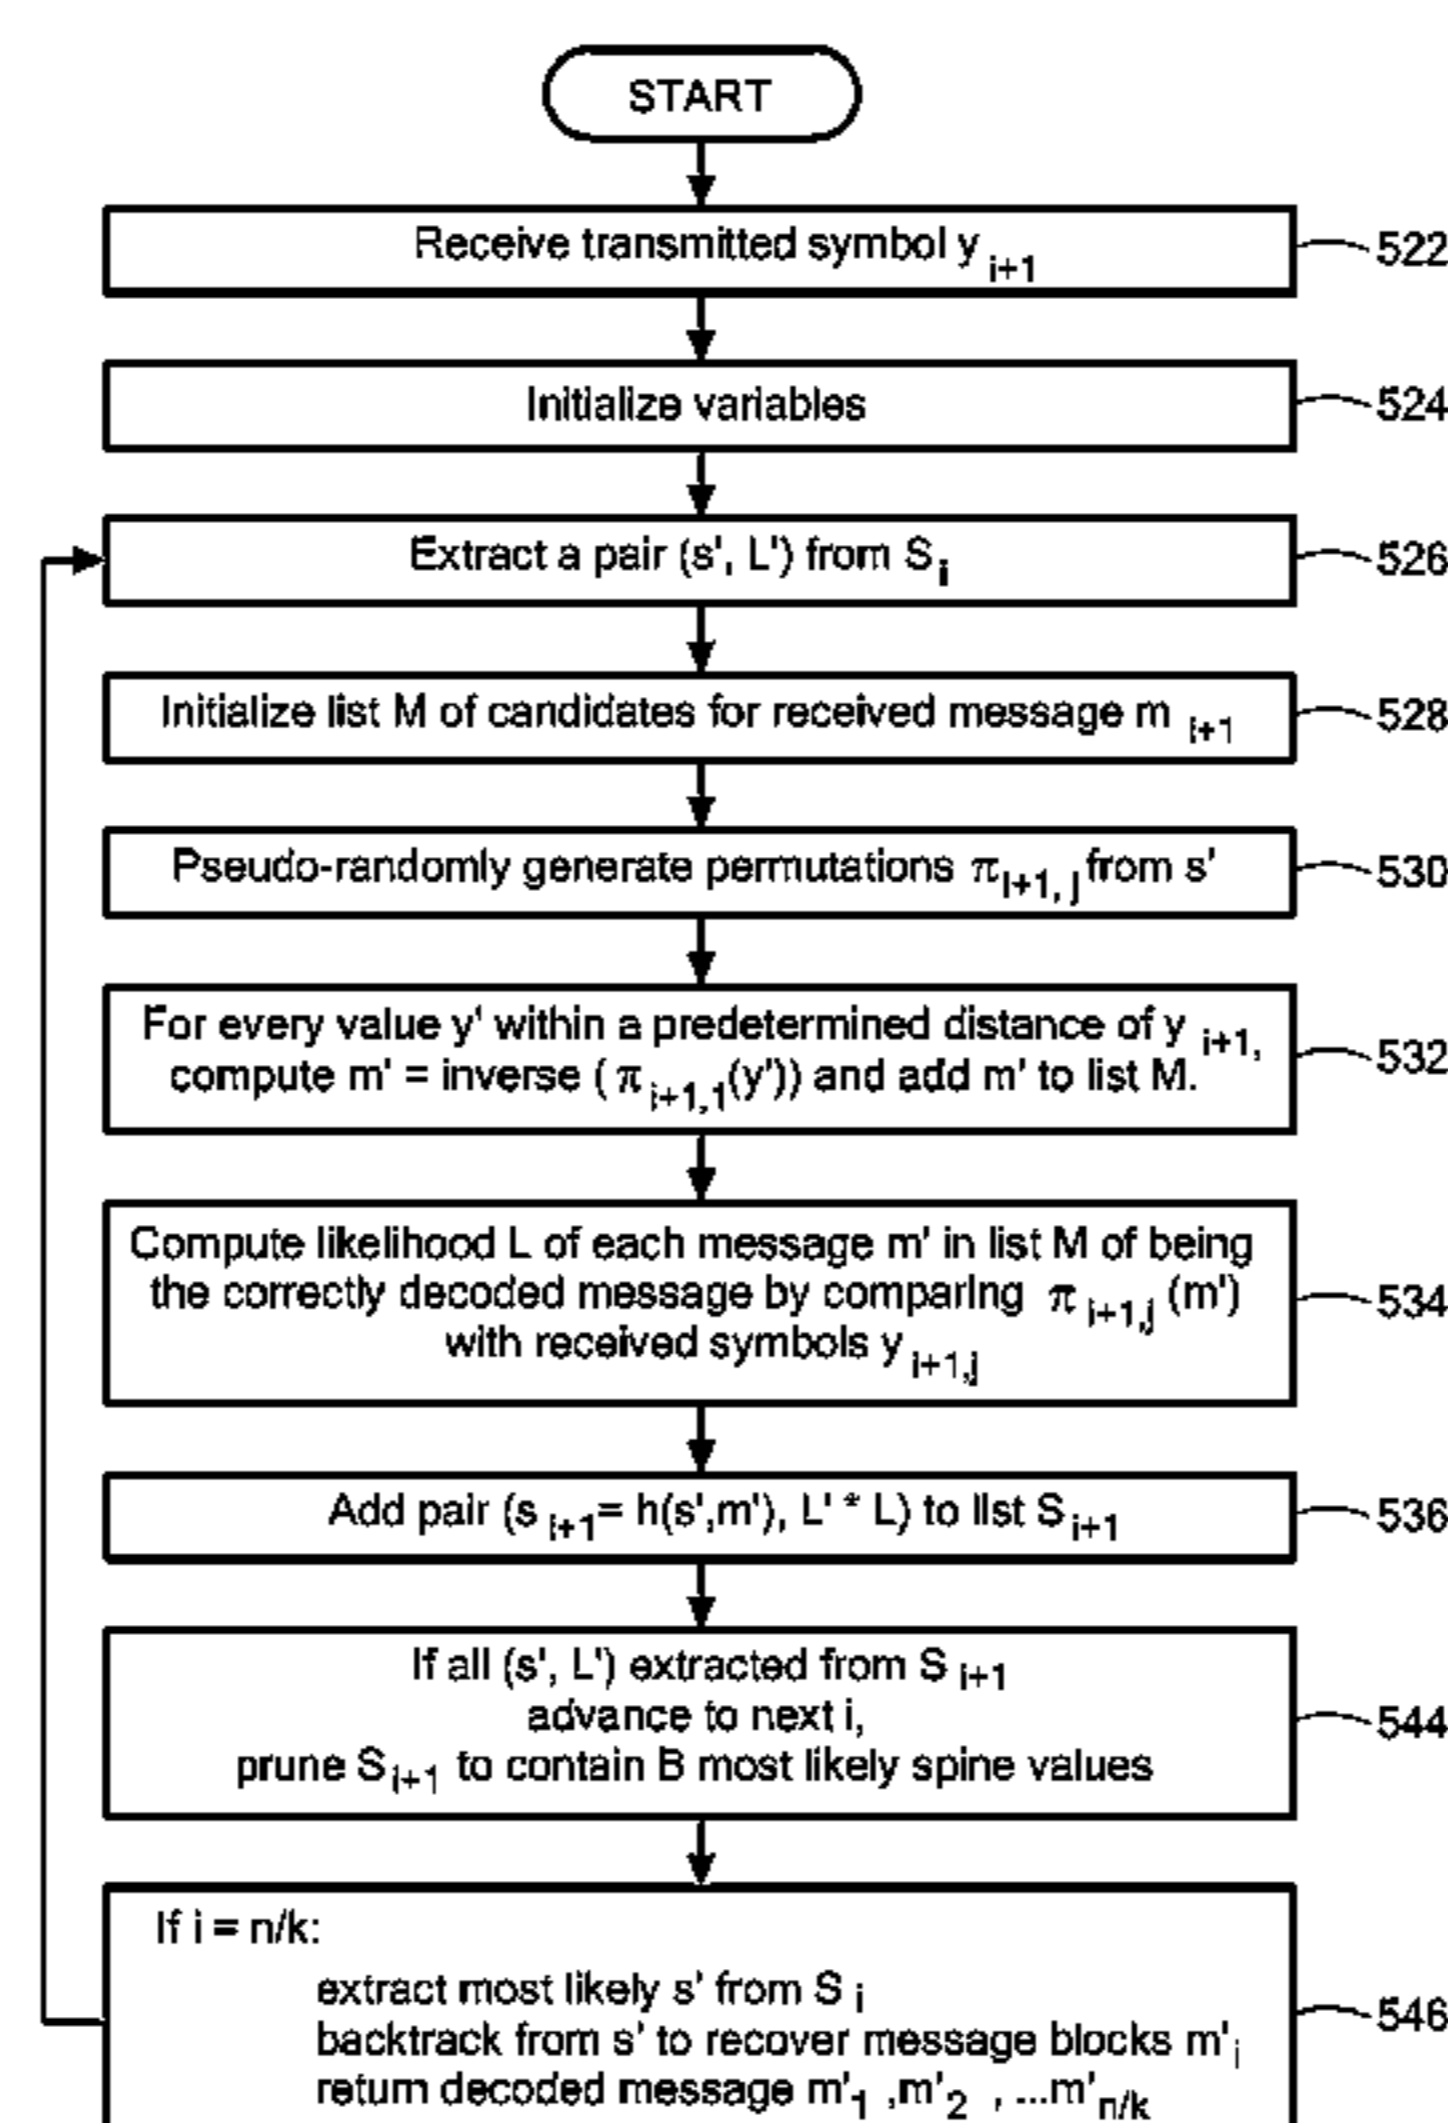 START
Receive transmitted symbol y i+1
522
Initialize variables
524
Extract a pair (s', L') from S i
526
Initialize list M of candidates for received message m i+1
528
Pseudo-randomly generate permutations π i+1, j from s'
530
For every value y' within a predetermined distance of y i+1,
compute m' = inverse ( π i+1,1 (y')) and add m' to list M.
532
Compute likelihood L of each message m' in list M of being
the correctly decoded message by comparing π i+1,j (m')
with received symbols y i+1,j
534
Add pair (s i+1 = h(s',m'), L' * L) to list S i+1
536
If all (s', L') extracted from S i+1
advance to next i,
prune S i+1 to contain B most likely spine values
544
If i = n/k:
extract most likely s' from S i
backtrack from s' to recover message blocks m' i
return decoded message m' 1 ,m' 2 , ...m' n/k
546